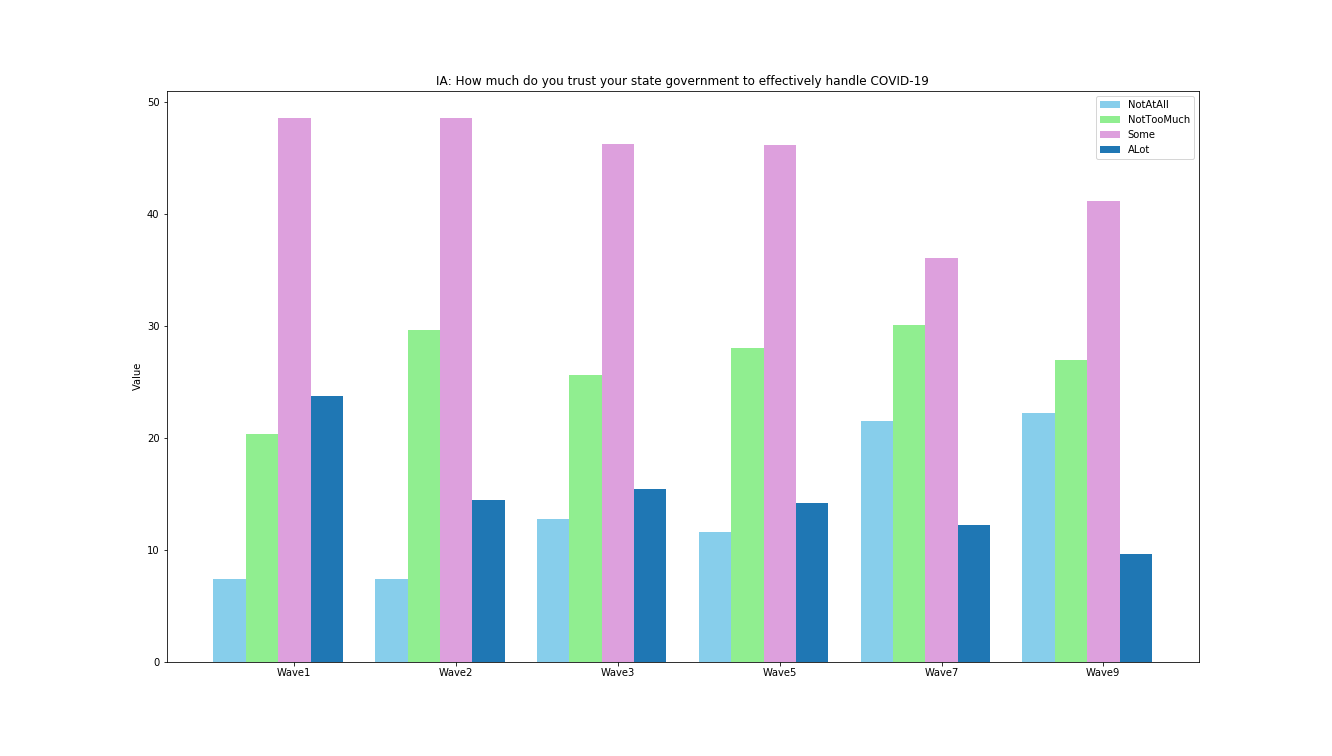 IA: How much do you trust your state government to effectively handle COVID-19
NotAtAll
NotTooMuch
Some
ALot
Value
50
40
30
20
10
0
Wave1 Wave2 Wave3 Wave5 Wave7 Wave9